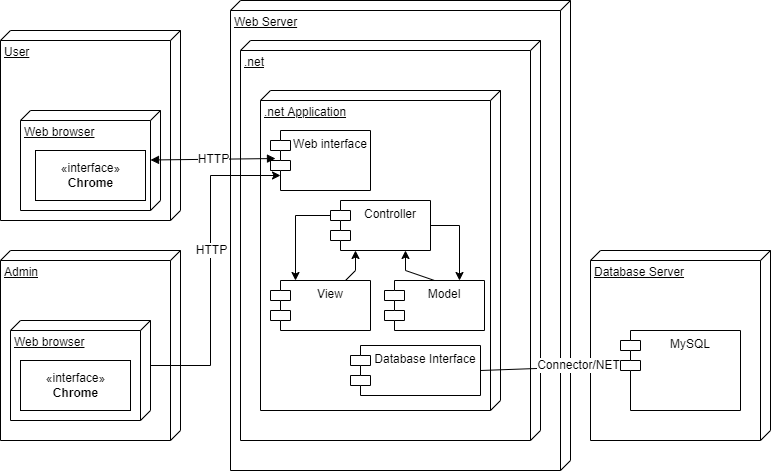 User
Web browser
«interface»
Chrome
Admin
Web browser
«interface»
Chrome
HTTP
HTTP
Web Server
.net
.net Application
Web interface
Controller
View
Model
Database Interface
Connector/NET
Database Server
MySQL